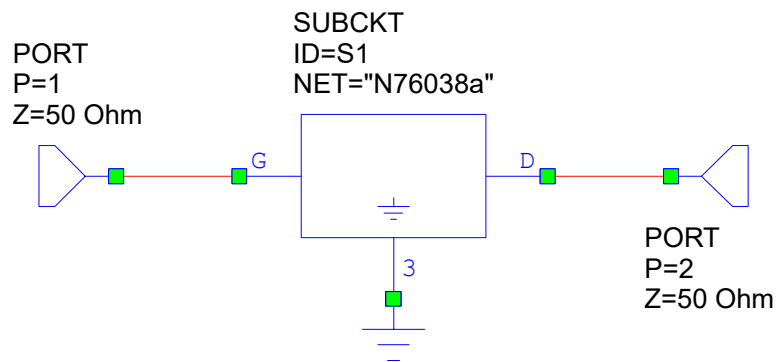 SUBCKT
ID=S1
NET="N76038a"
PORT
P=1
Z=50 Ohm
G
D
3
PORT
P=2
Z=50 Ohm